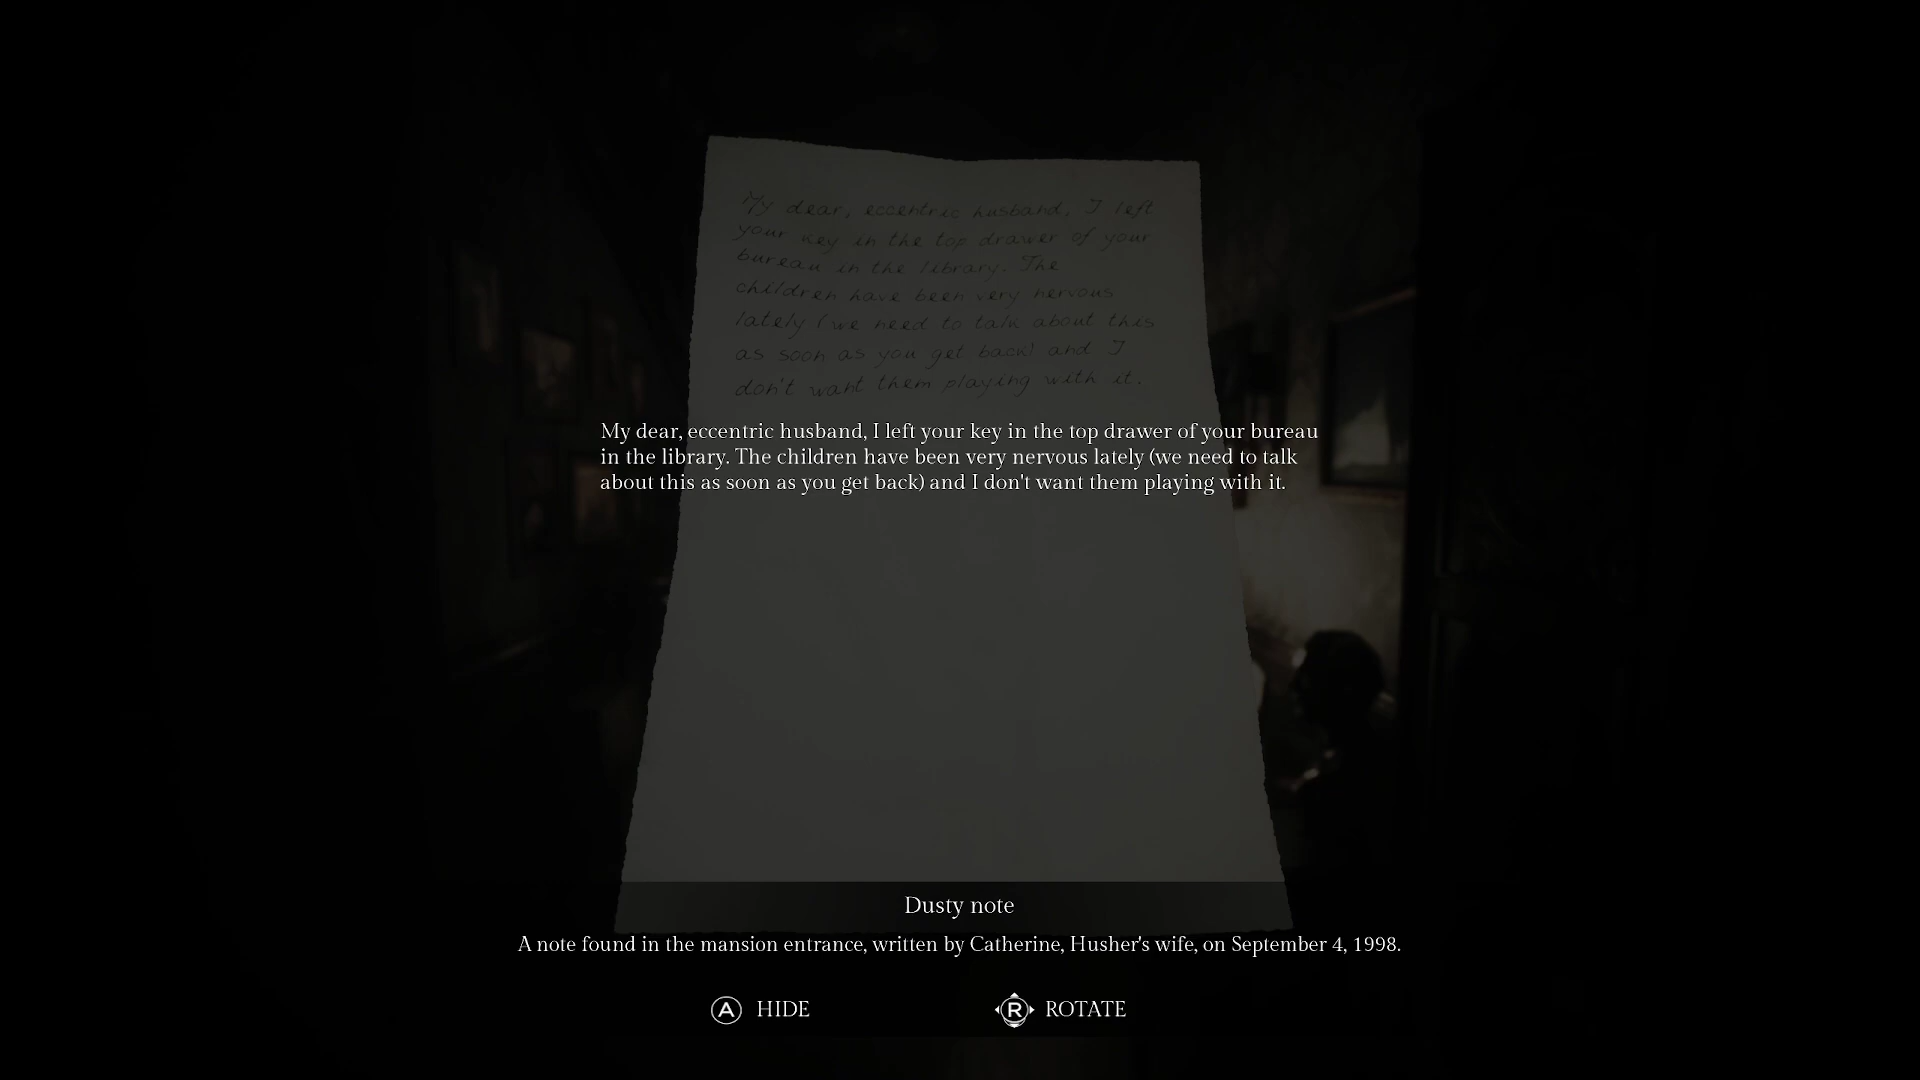 My dear, eccentric husband, I left
your key in the top drawer of your
bureau in the library. The
children have been very nervous
lately (we need to talk about this
as soon as you get back) and I
don't want them playing with it.
My dear, eccentric husband, I left your key in the top drawer of your bureau
in the library. The children have been very nervous lately (we need to talk
about this as soon as you get back) and I don't want them playing with it.
Dusty note
A note found in the mansion entrance, written by Catherine, Husher's wife, on September 4, 1998.
A HIDE R ROTATE